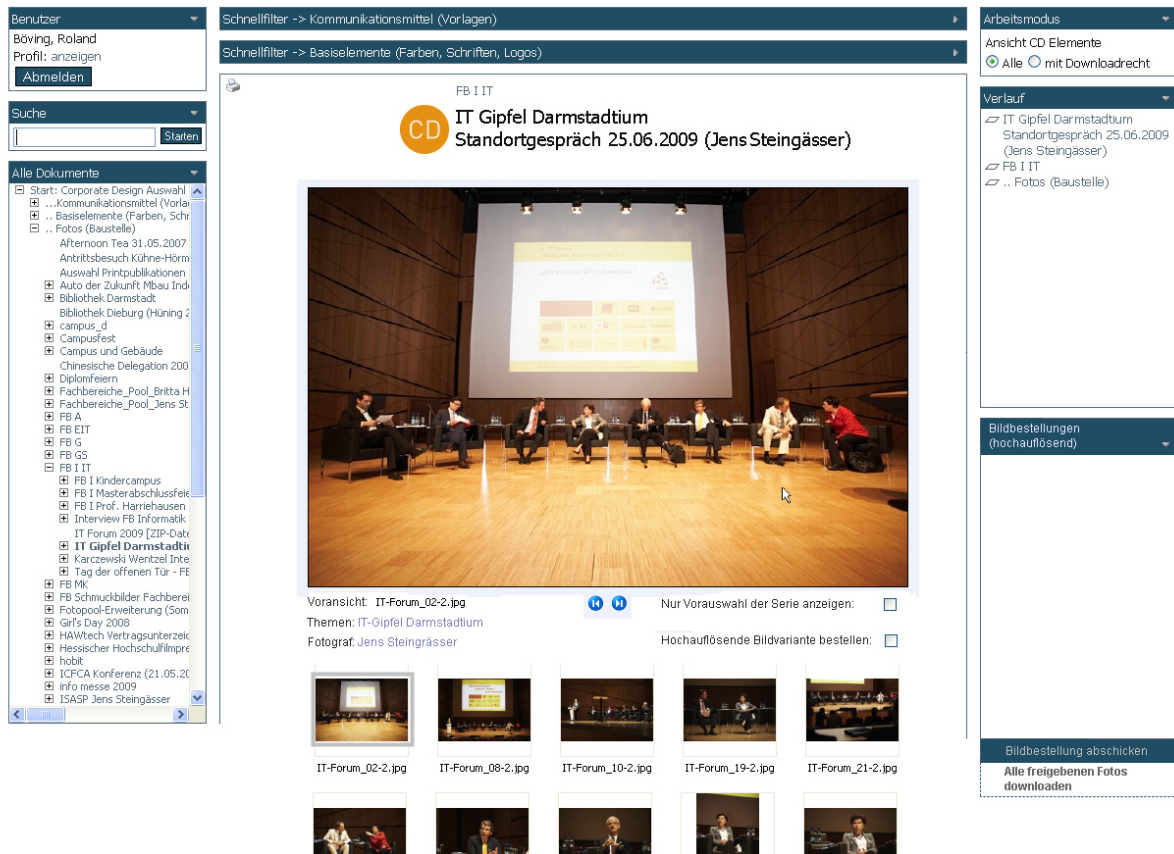 Benutzer
Böving, Roland
Profil: anzeigen
Abmelden
Suche
Starten
Alle Dokumente
Start: Corporate Design Auswahl
...Kommunikationsmittel (Vorla
.. Basiselemente (Farben, Schr
.. Fotos (Baustelle)
Afternoon Tea 31.05.2007
Antrittsbesuch Kühne-Hörm
Auswahl Printpublikationen
Auto der Zukunft Mbau Ind
Bibliothek Darmstadt
Bibliothek Dieburg (Hüning 2
campus_d
Campusfest
Campus und Gebäude
Chinesische Delegation 200
Diplomfeiern
Fachbereiche_Pool_Britta H
Fachbereiche_Pool_Jens St
FB A
FB EIT
FB G
FB GS
FB I IT
FB I Kindercampus
FB I Masterabschlussfeie
FB I Prof. Harriehausen
Interview FB Informatik
IT Forum 2009 [ZIP-Date
IT Gipfel Darmstadtiu
Karczewski Wentzel Inte
Tag der offenen Tür - FB
FB MK
FB Schmuckbilder Fachberei
Fotopool-Erweiterung (Som
Girl's Day 2008
HAWtech Vertragsunterzeic
Hessischer Hochschulfilmpre
hobit
ICFCA Konferenz (21.05.20
info messe 2009
ISASP Jens Steingässer
Schnellfilter -> Kommunikationsmittel (Vorlagen)
Schnellfilter -> Basiselemente (Farben, Schriften, Logos)
FB I IT
CD
IT Gipfel Darmstadtium
Standortgespräch 25.06.2009 (Jens Steingässer)
Voransicht: IT-Forum_02-2.jpg
Themen: IT-Gipfel Darmstadtium
Fotograf: Jens Steingrässer
Nur Vorauswahl der Serie anzeigen:
Hochauflösende Bildvariante bestellen:
IT-Forum_02-2.jpg
IT-Forum_08-2.jpg
IT-Forum_10-2.jpg
IT-Forum_19-2.jpg
IT-Forum_21-2.jpg
Arbeitsmodus
Ansicht CD Elemente
Alle mit Downloadrecht
Verlauf
IT Gipfel Darmstadtium
Standortgespräch 25.06.2009
(Jens Steingässer)
FB I IT
.. Fotos (Baustelle)
Bildbestellungen
(hochauflösend)
Bildbestellung abschicken
Alle freigebenen Fotos
downloaden